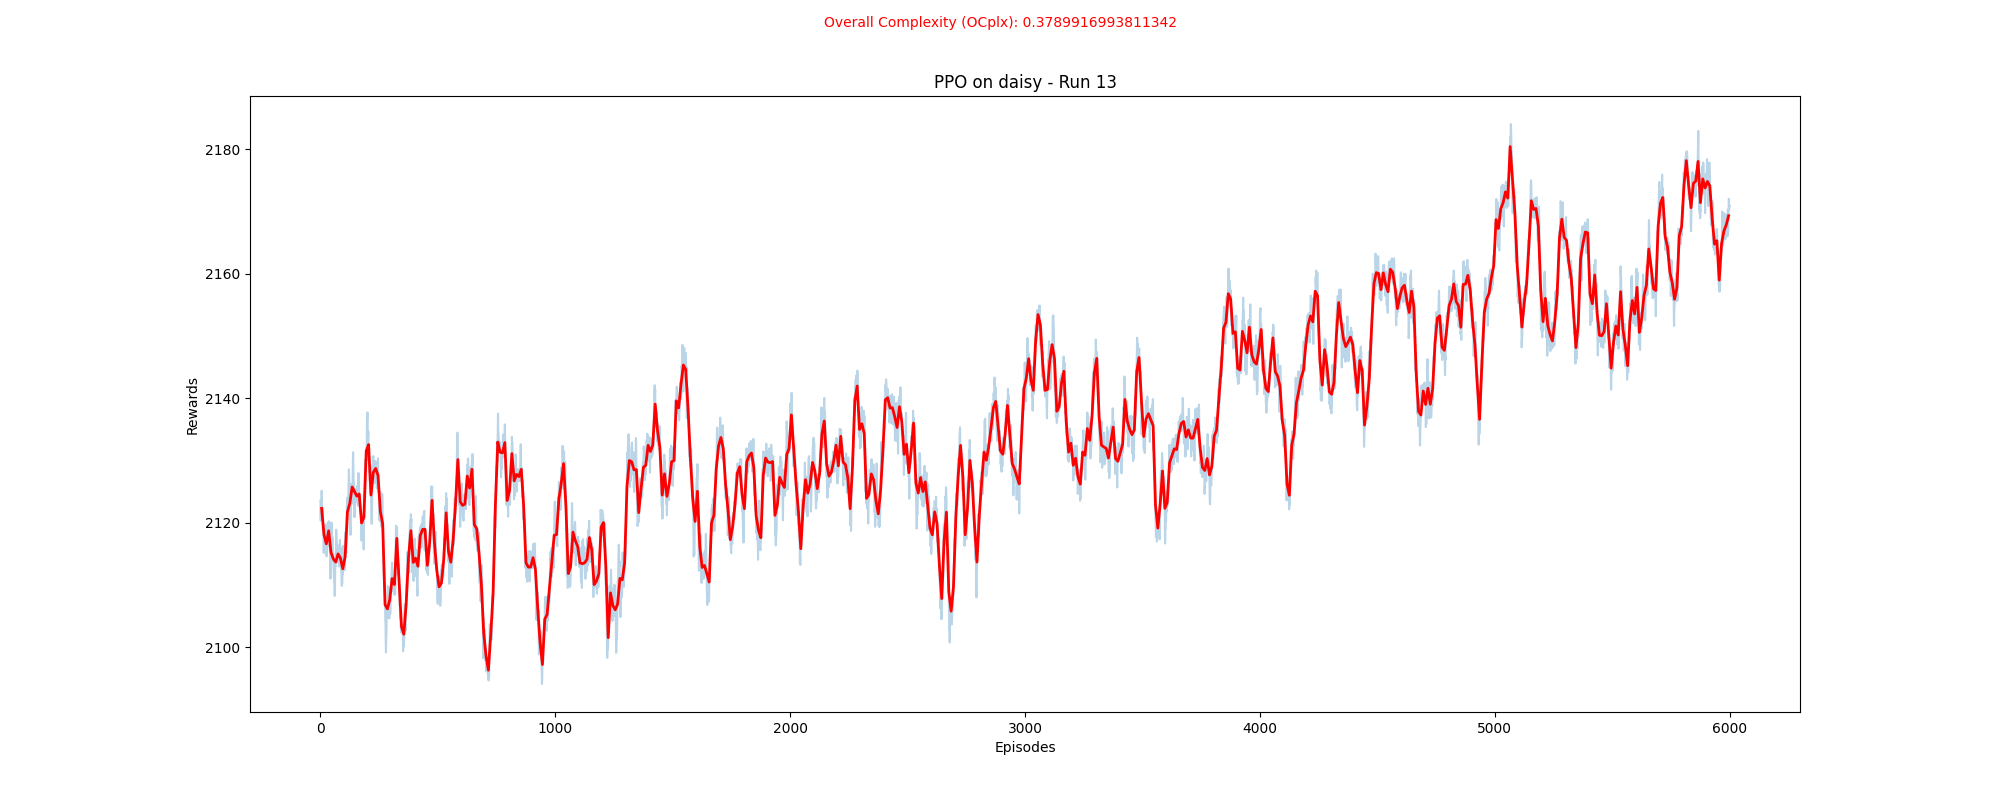 Overall Complexity (OCplx): 0.3789916993811342
PPO on daisy - Run 13
Rewards
2180
2160
2140
2120
2100
0 1000 2000 3000 4000 5000 6000
Episodes